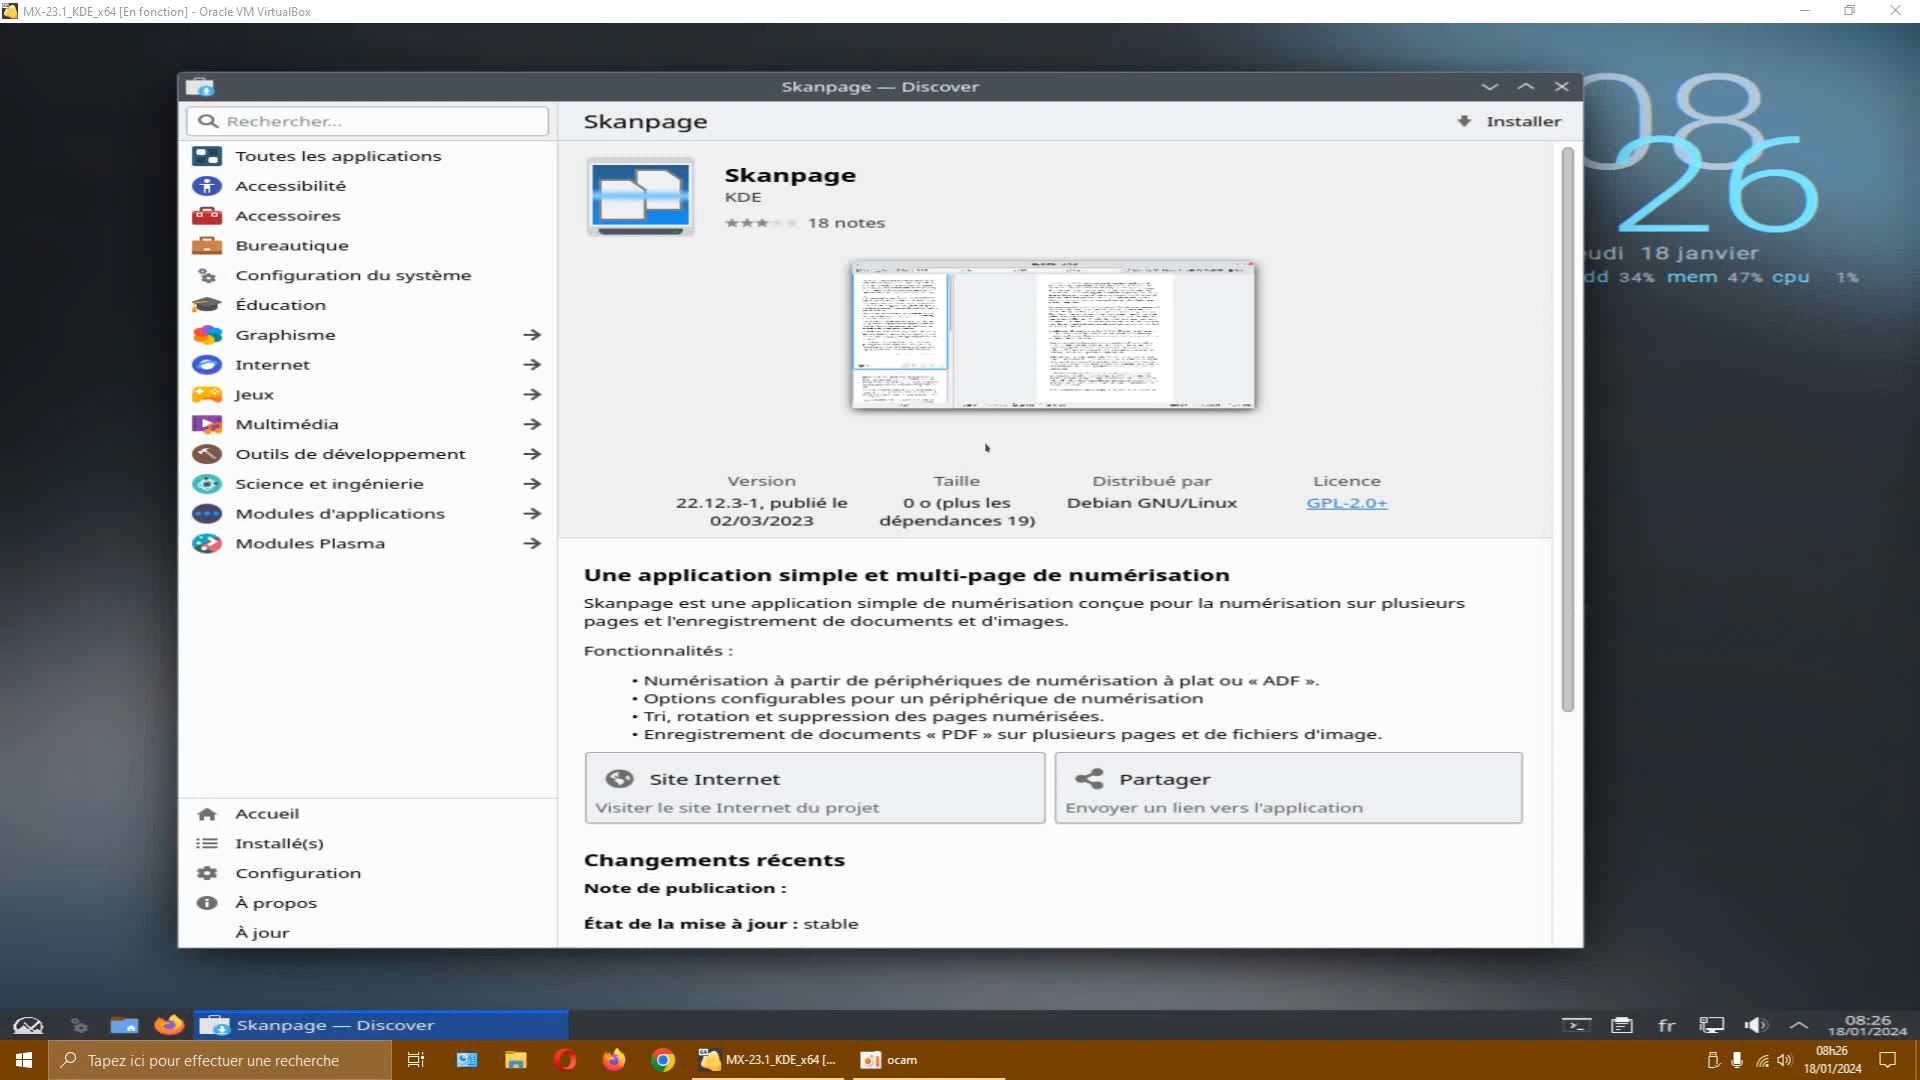 MX-23.1_KDE_x64 [En fonction] - Oracle VM VirtualBox
Skanpage — Discover
Rechercher...
Skanpage
Installer
Toutes les applications
Accessibilité
Accessoires
Bureautique
Configuration du système
Éducation
Graphisme
Internet
Jeux
Multimédia
Outils de développement
Science et ingénierie
Modules d'applications
Modules Plasma
Accueil
Installé(s)
Configuration
À propos
À jour
Skanpage
KDE
18 notes
Version
22.12.3-1, publié le
02/03/2023
Taille
0 o (plus les
dépendances 19)
Distribué par
Debian GNU/Linux
Licence
GPL-2.0+
Une application simple et multi-page de numérisation
Skanpage est une application simple de numérisation conçue pour la numérisation sur plusieurs
pages et l'enregistrement de documents et d'images.
Fonctionnalités :
• Numérisation à partir de périphériques de numérisation à plat ou « ADF ».
• Options configurables pour un périphérique de numérisation
• Tri, rotation et suppression des pages numérisées.
• Enregistrement de documents « PDF » sur plusieurs pages et de fichiers d'image.
Site Internet
Visiter le site Internet du projet
Partager
Envoyer un lien vers l'application
Changements récents
Note de publication :
État de la mise à jour : stable
08
26
eudi 18 janvier
dd 34% mem 47% cpu 1%
Skanpage — Discover
fr
08:26
18/01/2024
Tapez ici pour effectuer une recherche
MX-23.1_KDE_x64 [...
ocam
08h26
18/01/2024